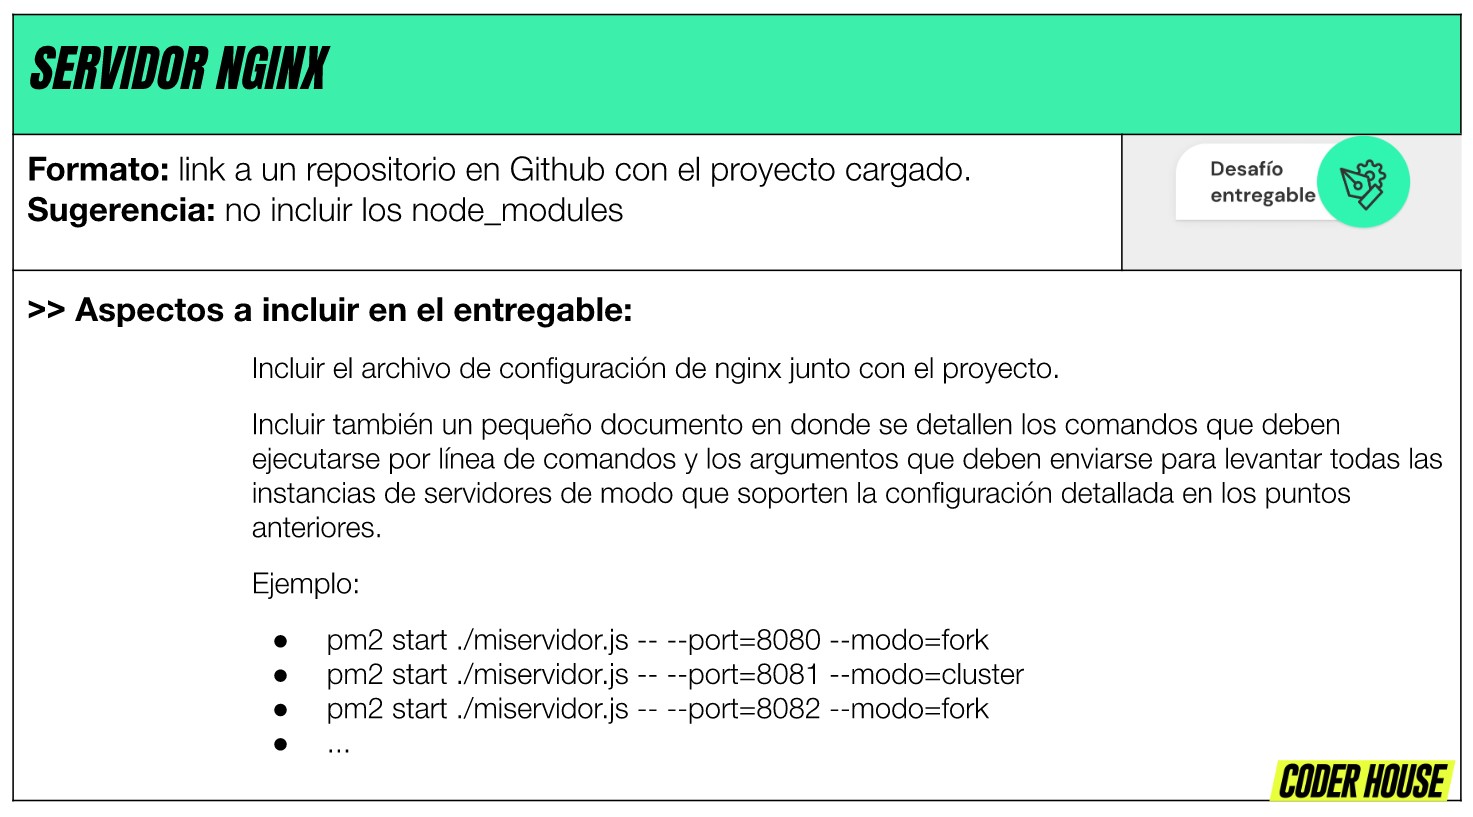 SERVIDOR NGINX
Formato: link a un repositorio en Github con el proyecto cargado.
Sugerencia: no incluir los node_modules
Desafío
entregable
>> Aspectos a incluir en el entregable:
Incluir el archivo de configuración de nginx junto con el proyecto.
Incluir también un pequeño documento en donde se detallen los comandos que deben
ejecutarse por línea de comandos y los argumentos que deben enviarse para levantar todas las
instancias de servidores de modo que soporten la configuración detallada en los puntos
anteriores.
Ejemplo:
● pm2 start ./miservidor.js -- --port=8080 --modo=fork
● pm2 start ./miservidor.js -- --port=8081 --modo=cluster
● pm2 start ./miservidor.js -- --port=8082 --modo=fork
● ...
CODER HOUSE